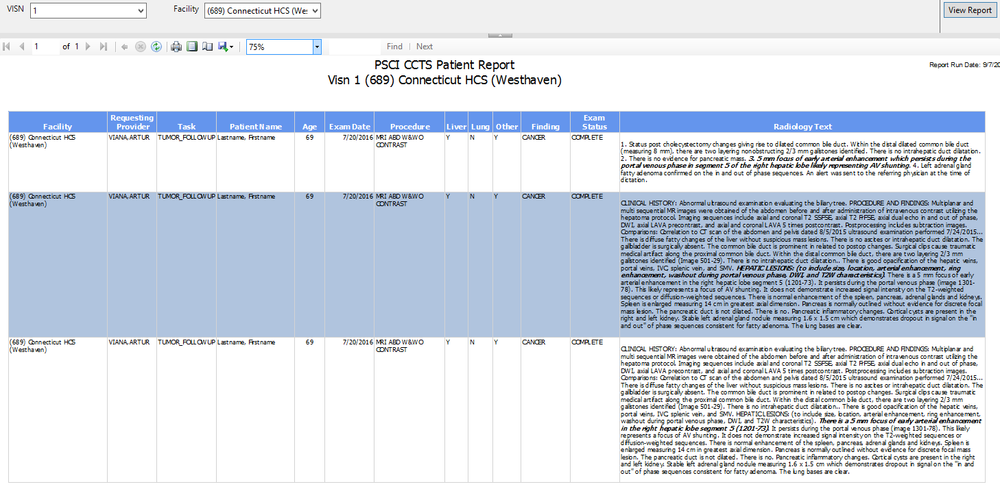 VISN 1 Facility (689) Connecticut HCS (Wes View Report
1 of 1 75% Find | Next
PSCI CCTS Patient Report
Report Run Date: 9/7/20
Visn 1 (689) Connecticut HCS (Westhaven)
Facility Requesting Provider Task Patient Name Age Exam Date Procedure Liver Lung Other Finding Exam Status Radiology Text
(689) Connecticut HCS (Westhaven) VIANA,ARTUR TUMOR_FOLLOWUP Lastname, Firstname 69 7/20/2016 MRI ABD W&WO CONTRAST Y N Y CANCER COMPLETE
1. Status post cholecystectomy changes giving rise to dilated common bile duct. Within the distal dilated common bile duct
(measuring 8 mm), there are two layering nonobstructing 2/3 mm gallstones identified. There is no intrahepatic duct dilatation.
2. There is no evidence for pancreatic mass. 3. 5 mm focus of early arterial enhancement which persists during the
portal venous phase in segment 5 of the right hepatic lobe likely representing AV shunting. 4. Left adrenal gland
fatty adenoma confirmed on the in and out of phase sequences. An alert was sent to the referring physician at the time of
dictation.
(689) Connecticut HCS (Westhaven) VIANA,ARTUR TUMOR_FOLLOWUP Lastname, Firstname 69 7/20/2016 MRI ABD W&WO CONTRAST Y N Y CANCER COMPLETE
CLINICAL HISTORY: Abnormal ultrasound examination evaluating the biliary tree. PROCEDURE AND FINDINGS: Multiplanar and
multi sequential MR images were obtained of the abdomen before and after administration of intravenous contrast utilizing the
hepatoma protocol. Imaging sequences include axial and coronal T2 SSFSE, axial T2 FrFSE, axial dual echo in and out of phase,
DWI, axial LAVA precontrast, and axial and coronal LAVA 5 times postcontrast. Postprocessing includes subtraction images.
Comparisons: Correlation to CT scan of the abdomen and pelvis dated 8/5/2015 ultrasound examination performed 7/24/2015...
There is diffuse fatty changes of the liver without suspicious mass lesions. There is no ascites or intrahepatic duct dilatation. The
gallbladder is surgically absent. The common bile duct is prominent in related to postop changes. Surgical clips cause traumatic
medical artifact along the proximal common bile duct. Within the distal common bile duct, there are two layering 2/3 mm
gallstones identified (Image 501-29). There is no intrahepatic duct dilatation.. There is good opacification of the hepatic veins,
portal veins, IVC, splenic vein, and SMV. HEPATIC LESIONS: (to include size, location, arterial enhancement, ring
enhancement, washout during portal venous phase, DWI, and T2W characteristics). There is a 5 mm focus of early
arterial enhancement in the right hepatic lobe segment 5 (1201-73). It persists during the portal venous phase (image 1301-
78). This likely represents a focus of AV shunting. It does not demonstrate increased signal intensity on the T2-weighted
sequences or diffusion-weighted sequences. There is normal enhancement of the spleen, pancreas, adrenal glands and kidneys.
Spleen is enlarged measuring 14 cm in greatest axial dimension. Pancreas is normally outlined without evidence for discrete focal
mass lesion. The pancreatic duct is not dilated. There is no. Pancreatic inflammatory changes. Cortical cysts are present in the
right and left kidney. Stable left adrenal gland nodule measuring 1.6 x 1.5 cm which demonstrates dropout in signal on the "in
and out" of phase sequences consistent for fatty adenoma. The lung bases are clear.
(689) Connecticut HCS (Westhaven) VIANA,ARTUR TUMOR_FOLLOWUP Lastname, Firstname 69 7/20/2016 MRI ABD W&WO CONTRAST Y N Y CANCER COMPLETE
CLINICAL HISTORY: Abnormal ultrasound examination evaluating the biliary tree. PROCEDURE AND FINDINGS: Multiplanar and
multi sequential MR images were obtained of the abdomen before and after administration of intravenous contrast utilizing the
hepatoma protocol. Imaging sequences include axial and coronal T2 SSFSE, axial T2 FrFSE, axial dual echo in and out of phase,
DWI, axial LAVA precontrast, and axial and coronal LAVA 5 times postcontrast. Postprocessing includes subtraction images.
Comparisons: Correlation to CT scan of the abdomen and pelvis dated 8/5/2015 ultrasound examination performed 7/24/2015...
There is diffuse fatty changes of the liver without suspicious mass lesions. There is no ascites or intrahepatic duct dilatation. The
gallbladder is surgically absent. The common bile duct is prominent in related to postop changes. Surgical clips cause traumatic
medical artifact along the proximal common bile duct. Within the distal common bile duct, there are two layering 2/3 mm
gallstones identified (Image 501-29). There is no intrahepatic duct dilatation.. There is good opacification of the hepatic veins,
portal veins, IVC, splenic vein, and SMV. HEPATIC LESIONS: (to include size, location, arterial enhancement, ring enhancement,
washout during portal venous phase, DWI, and T2W characteristics). There is a 5 mm focus of early arterial enhancement
in the right hepatic lobe segment 5 (1201-73). It persists during the portal venous phase (image 1301-78). This likely
represents a focus of AV shunting. It does not demonstrate increased signal intensity on the T2-weighted sequences or
diffusion-weighted sequences. There is normal enhancement of the spleen, pancreas, adrenal glands and kidneys. Spleen is
enlarged measuring 14 cm in greatest axial dimension. Pancreas is normally outlined without evidence for discrete focal mass
lesion. The pancreatic duct is not dilated. There is no. Pancreatic inflammatory changes. Cortical cysts are present in the right
and left kidney. Stable left adrenal gland nodule measuring 1.6 x 1.5 cm which demonstrates dropout in signal on the "in and
out" of phase sequences consistent for fatty adenoma. The lung bases are clear.